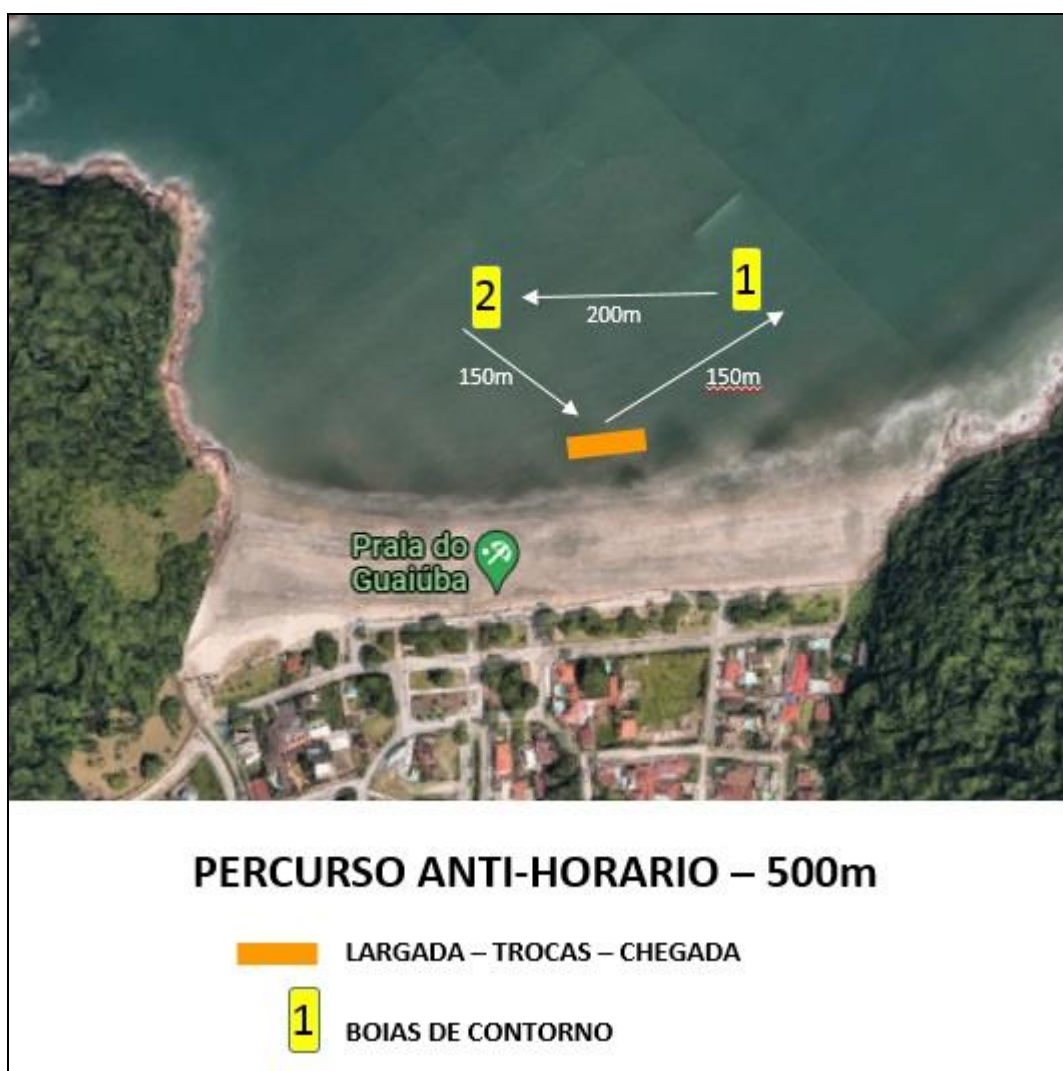 2
1
200m
150m
150m
Praia do
Guaiúba
PERCURSO ANTI-HORARIO – 500m
LARGADA – TROCAS – CHEGADA
1
BOIAS DE CONTORNO